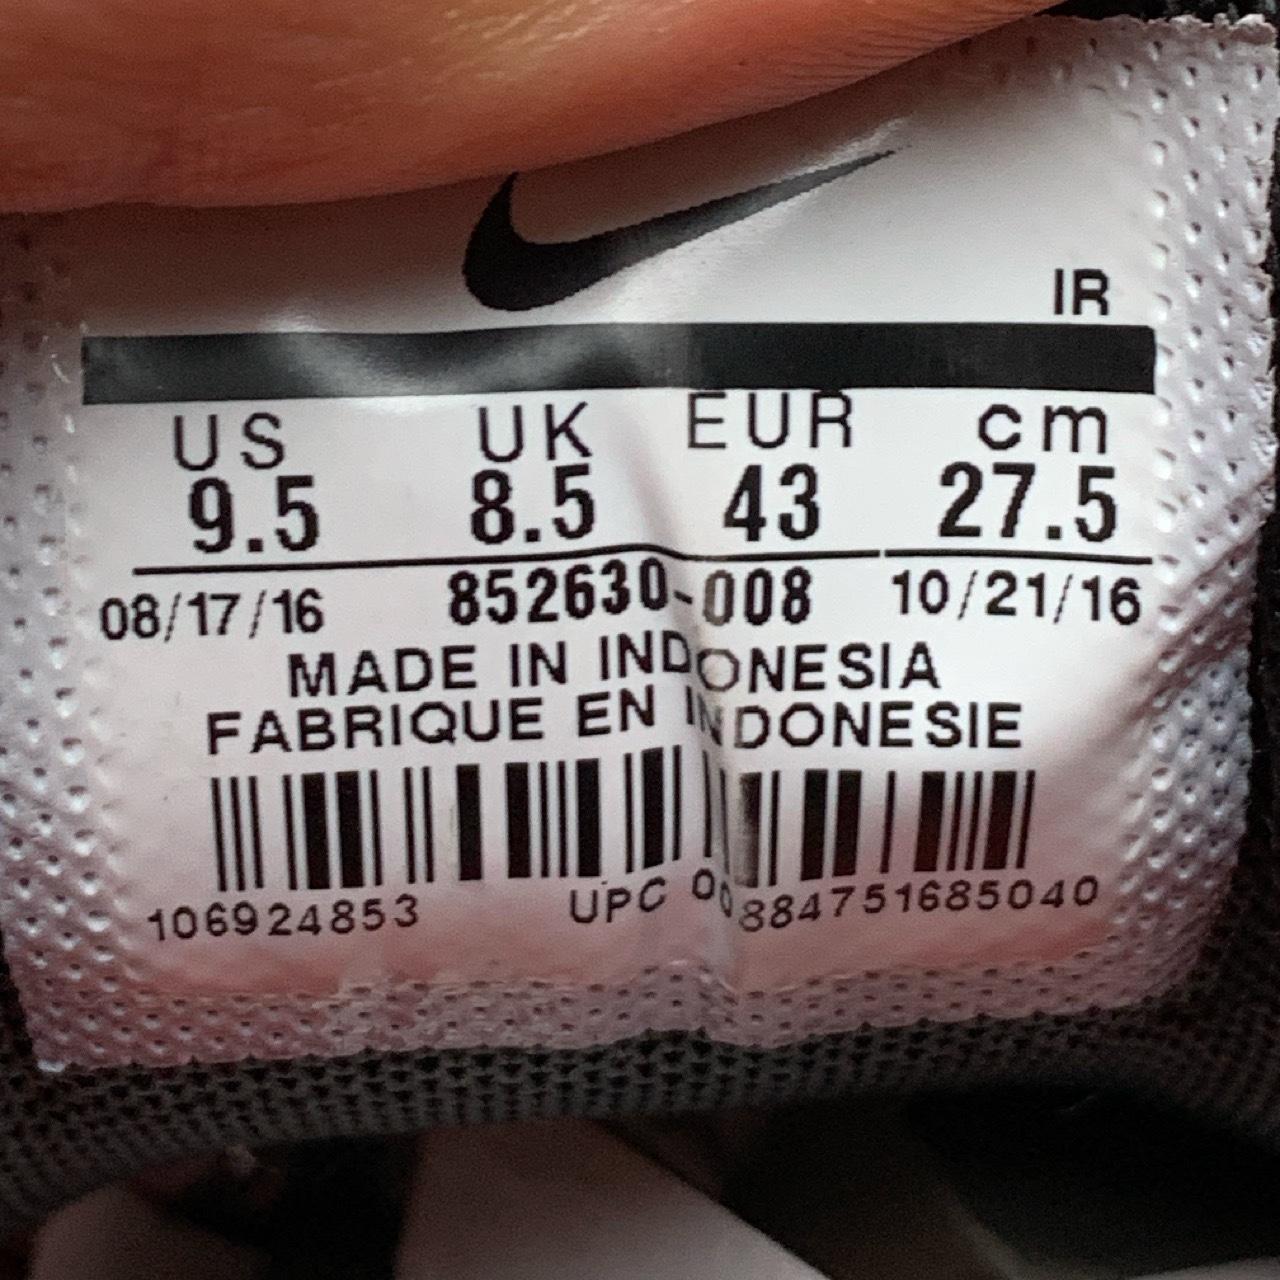 IR
US UK EUR cm
9.5 8.5 43 27.5
08/17/16 852630-008 10/21/16
MADE IN INDONESIA
FABRIQUE EN INDONESIE
106924853 UPC 00884751685040